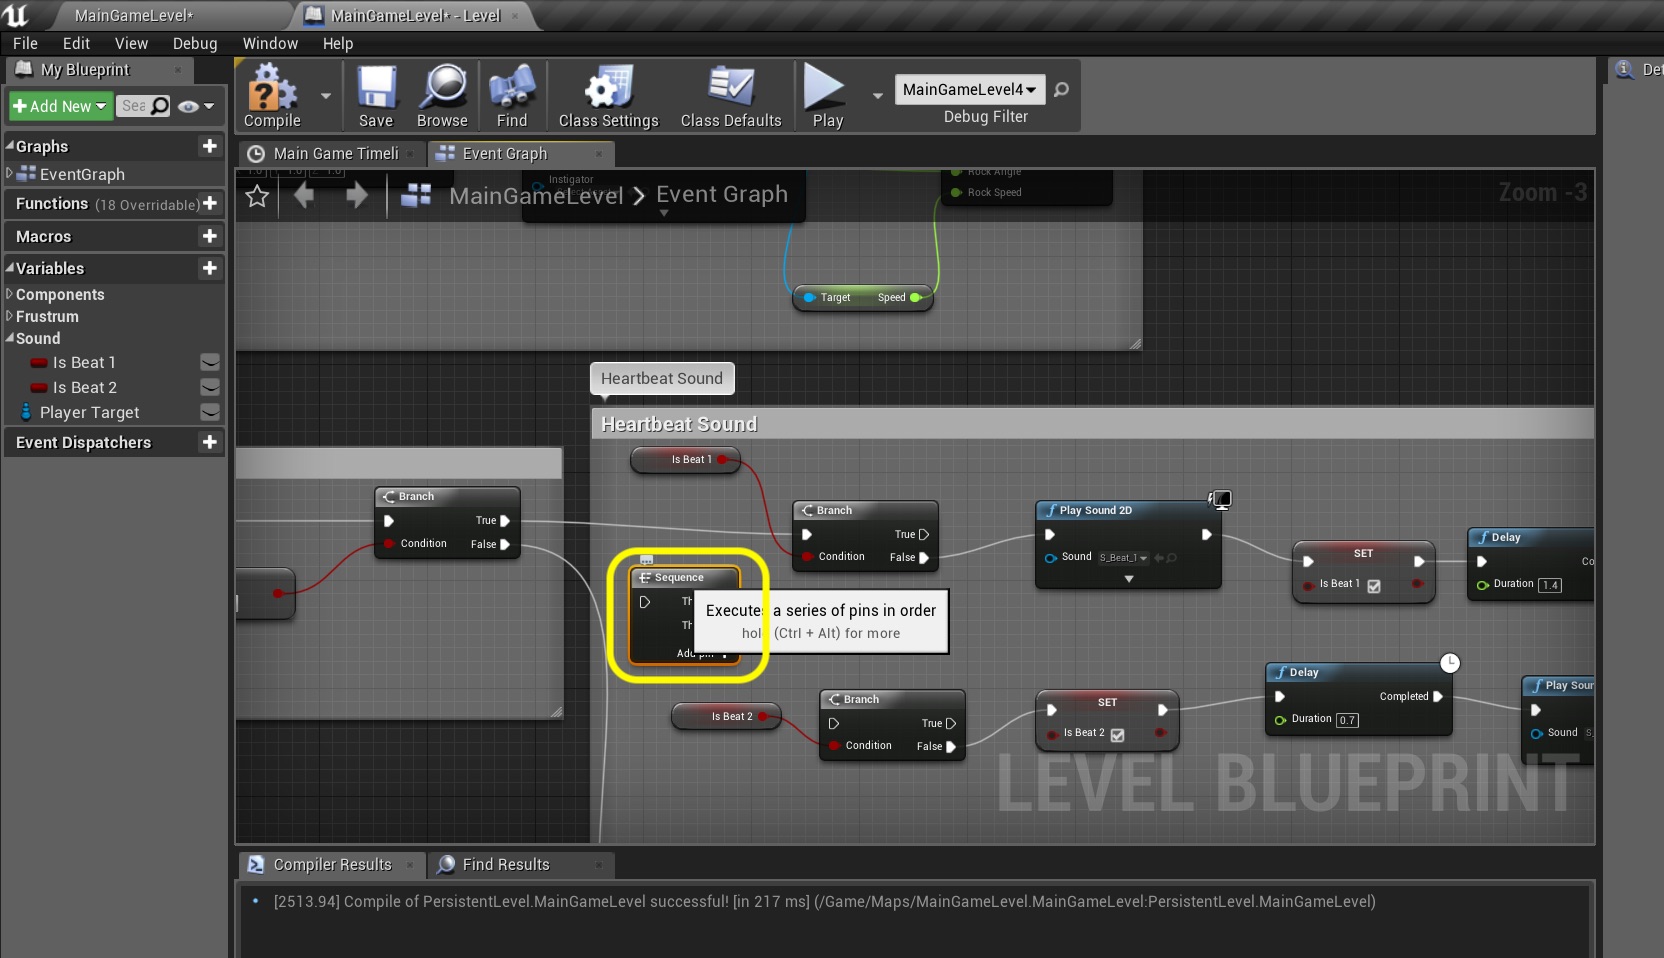 MainGameLevel*
MainGameLevel* - Level
File Edit View Debug Window Help
My Blueprint
Add New
Sea
Graphs
EventGraph
Functions (18 Overridable)
Macros
Variables
Components
Frustrum
Sound
Is Beat 1
Is Beat 2
Player Target
Event Dispatchers
Compile
Save
Browse
Find
Class Settings
Class Defaults
Play
MainGameLevel4
Debug Filter
Det
Main Game Timeli
Event Graph
MainGameLevel > Event Graph
Zoom -3
Instigator
Rock Angle
Rock Speed
Target Speed
Heartbeat Sound
Heartbeat Sound
Is Beat 1
Branch
True
Condition False
Branch
True
Condition False
Play Sound 2D
Sound S_Beat_1
SET
Is Beat 1
Delay
Co
Duration 1.4
Sequence
Th
Th
Add pin +
Executes a series of pins in order
hold (Ctrl + Alt) for more
Is Beat 2
Branch
True
Condition False
SET
Is Beat 2
Delay
Completed
Duration 0.7
Play Soun
Sound S_
LEVEL BLUEPRINT
Compiler Results
Find Results
[2513.94] Compile of PersistentLevel.MainGameLevel successful! [in 217 ms] (/Game/Maps/MainGameLevel.MainGameLevel:PersistentLevel.MainGameLevel)